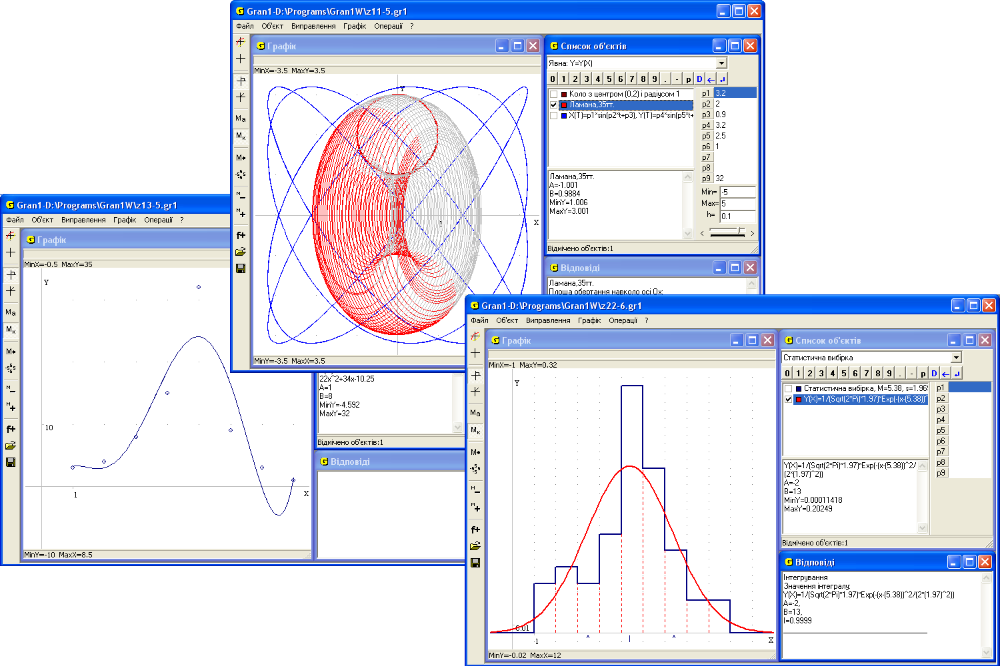 Gran1-D:\Programs\Gran1W\z11-5.gr1
Файл Об'єкт Виправлення Графік Операції ?
Графік
MinX=-3.5 MaxY=3.5
Y
X
1
MinY=-3.5 MaxX=3.5
Ma
Mк
M*
M-
M+
f+
Список об'єктів
Явна: Y=Y(X)
0 1 2 3 4 5 6 7 8 9 . - p D
Коло з центром (0,2) і радіусом 1
Ламана,35тт.
X(T)=p1*sin(p2*t+p3), Y(T)=p4*sin(p5*t+
p1 3.2
p2 2
p3 0.9
p4 3.2
p5 2.5
p6 1
p7
p8
p9 32
Min= -5
Max= 5
h= 0.1
Ламана,35тт.
A=-1.001
B=0.9884
MinY=1.006
MaxY=3.001
Відмічено об'єктів:1
Відповіді
Ламана,35тт.
Площа обертання навколо осі Ox:
Gran1-D:\Programs\Gran1W\z13-5.gr1
Файл Об'єкт Виправлення Графік Операції ?
Графік
MinX=-0.5 MaxY=35
Y
10
1
X
MinY=-10 MaxX=8.5
Ma
Mк
M*
M-
M+
f+
22x^2+34x-10.25
A=1
B=8
MinY=-4.592
MaxY=32
Відмічено об'єктів:1
Відповіді
Gran1-D:\Programs\Gran1W\z22-6.gr1
Файл Об'єкт Виправлення Графік Операції ?
Графік
MinX=-1 MaxY=0.32
Y
0.01
1
X
MinY=-0.02 MaxX=12
Ma
Mк
M*
M-
M+
f+
Список об'єктів
Статистична вибірка
0 1 2 3 4 5 6 7 8 9 . - p D
Статистична вибірка, M=5.38, s=1.96
Y(X)=1/(Sqrt(2*Pi)*1.97)*Exp(-(x-(5.38))^
p1
p2
p3
p4
p5
p6
p7
p8
p9
Y(X)=1/(Sqrt(2*Pi)*1.97)*Exp(-(x-(5.38))^2/
(2*(1.97)^2))
A=-2
B=13
MinY=0.00011418
MaxY=0.20249
Відмічено об'єктів:1
Відповіді
Інтегрування
Значення інтегралу:
Y(X)=1/(Sqrt(2*Pi)*1.97)*Exp(-(x-(5.38))^2/(2*(1.97)^2))
A=-2,
B=13,
I=0.9999